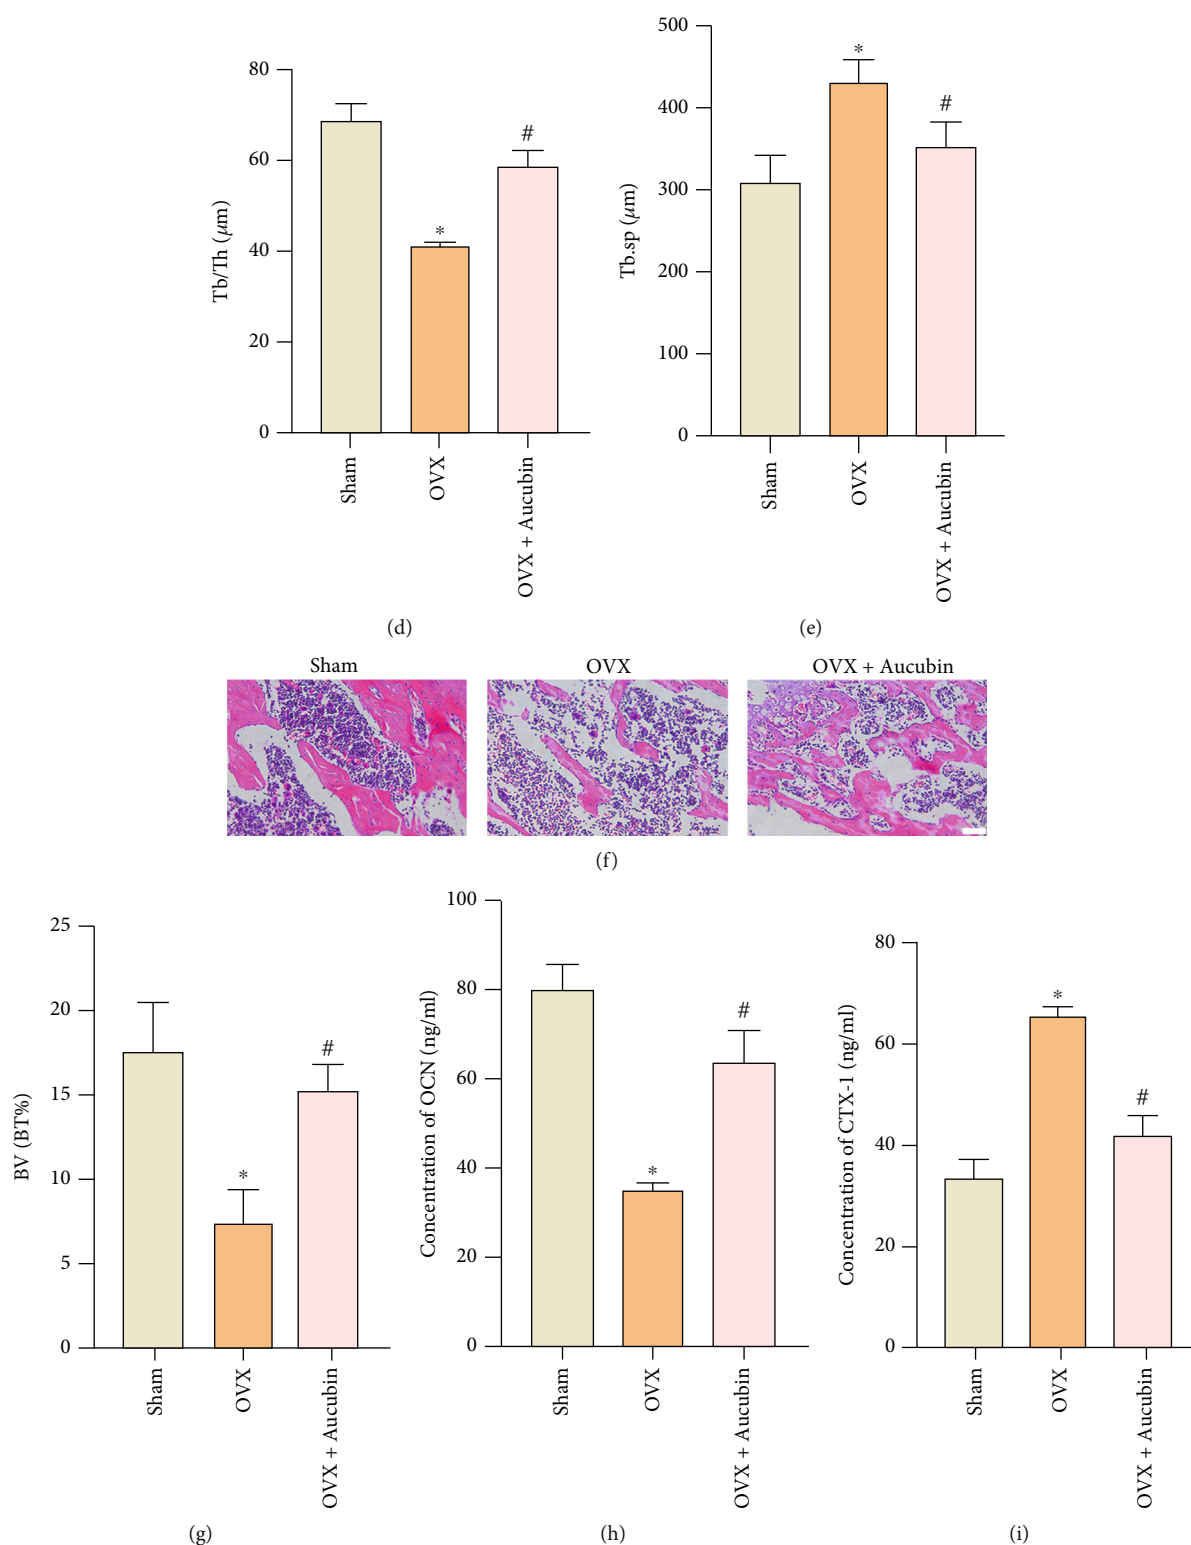 80
60
40
20
0
Tb/Th (μm)
*
#
Sham
OVX
OVX + Aucubin
(d)
500
400
300
200
100
0
Tb.sp (μm)
*
#
Sham
OVX
OVX + Aucubin
(e)
Sham
OVX
OVX + Aucubin
(f)
25
20
15
10
5
0
BV (BT%)
*
#
Sham
OVX
OVX + Aucubin
(g)
100
80
60
40
20
0
Concentration of OCN (ng/ml)
*
#
Sham
OVX
OVX + Aucubin
(h)
80
60
40
20
0
Concentration of CTX-1 (ng/ml)
*
#
Sham
OVX
OVX + Aucubin
(i)